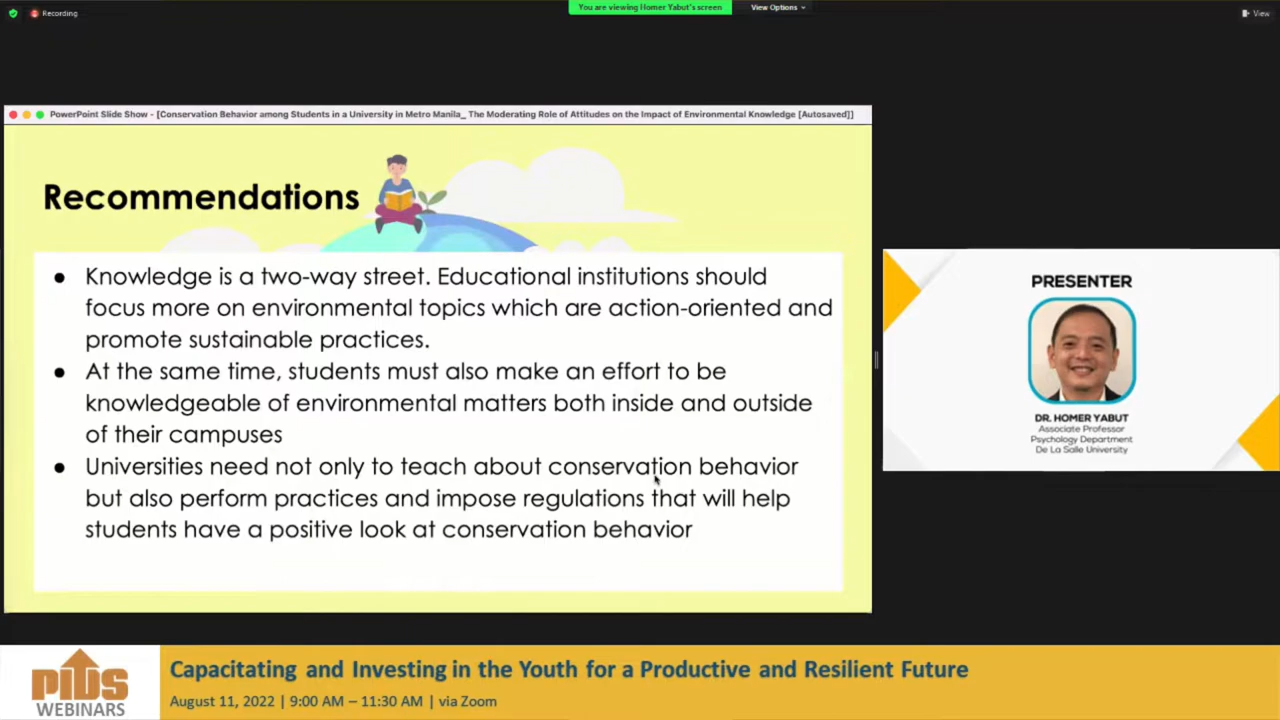 Recording
You are viewing Homer Yabut's screen
View Options
View
PowerPoint Slide Show - [Conservation Behavior among Students in a University in Metro Manila_ The Moderating Role of Attitudes on the Impact of Environmental Knowledge [Autosaved]]
Recommendations
● Knowledge is a two-way street. Educational institutions should
focus more on environmental topics which are action-oriented and
promote sustainable practices.
● At the same time, students must also make an effort to be
knowledgeable of environmental matters both inside and outside
of their campuses
● Universities need not only to teach about conservation behavior
but also perform practices and impose regulations that will help
students have a positive look at conservation behavior
PRESENTER
DR. HOMER YABUT
Associate Professor
Psychology Department
De La Salle University
PIDS
WEBINARS
Capacitating and Investing in the Youth for a Productive and Resilient Future
August 11, 2022 | 9:00 AM – 11:30 AM | via Zoom